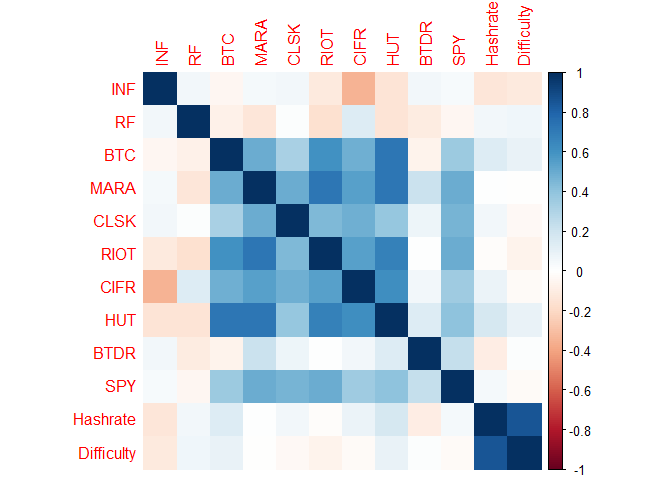 INF
RF
BTC
MARA
CLSK
RIOT
CIFR
HUT
BTDR
SPY
Hashrate
Difficulty
INF
RF
BTC
MARA
CLSK
RIOT
CIFR
HUT
BTDR
SPY
Hashrate
Difficulty
1
0.8
0.6
0.4
0.2
0
-0.2
-0.4
-0.6
-0.8
-1